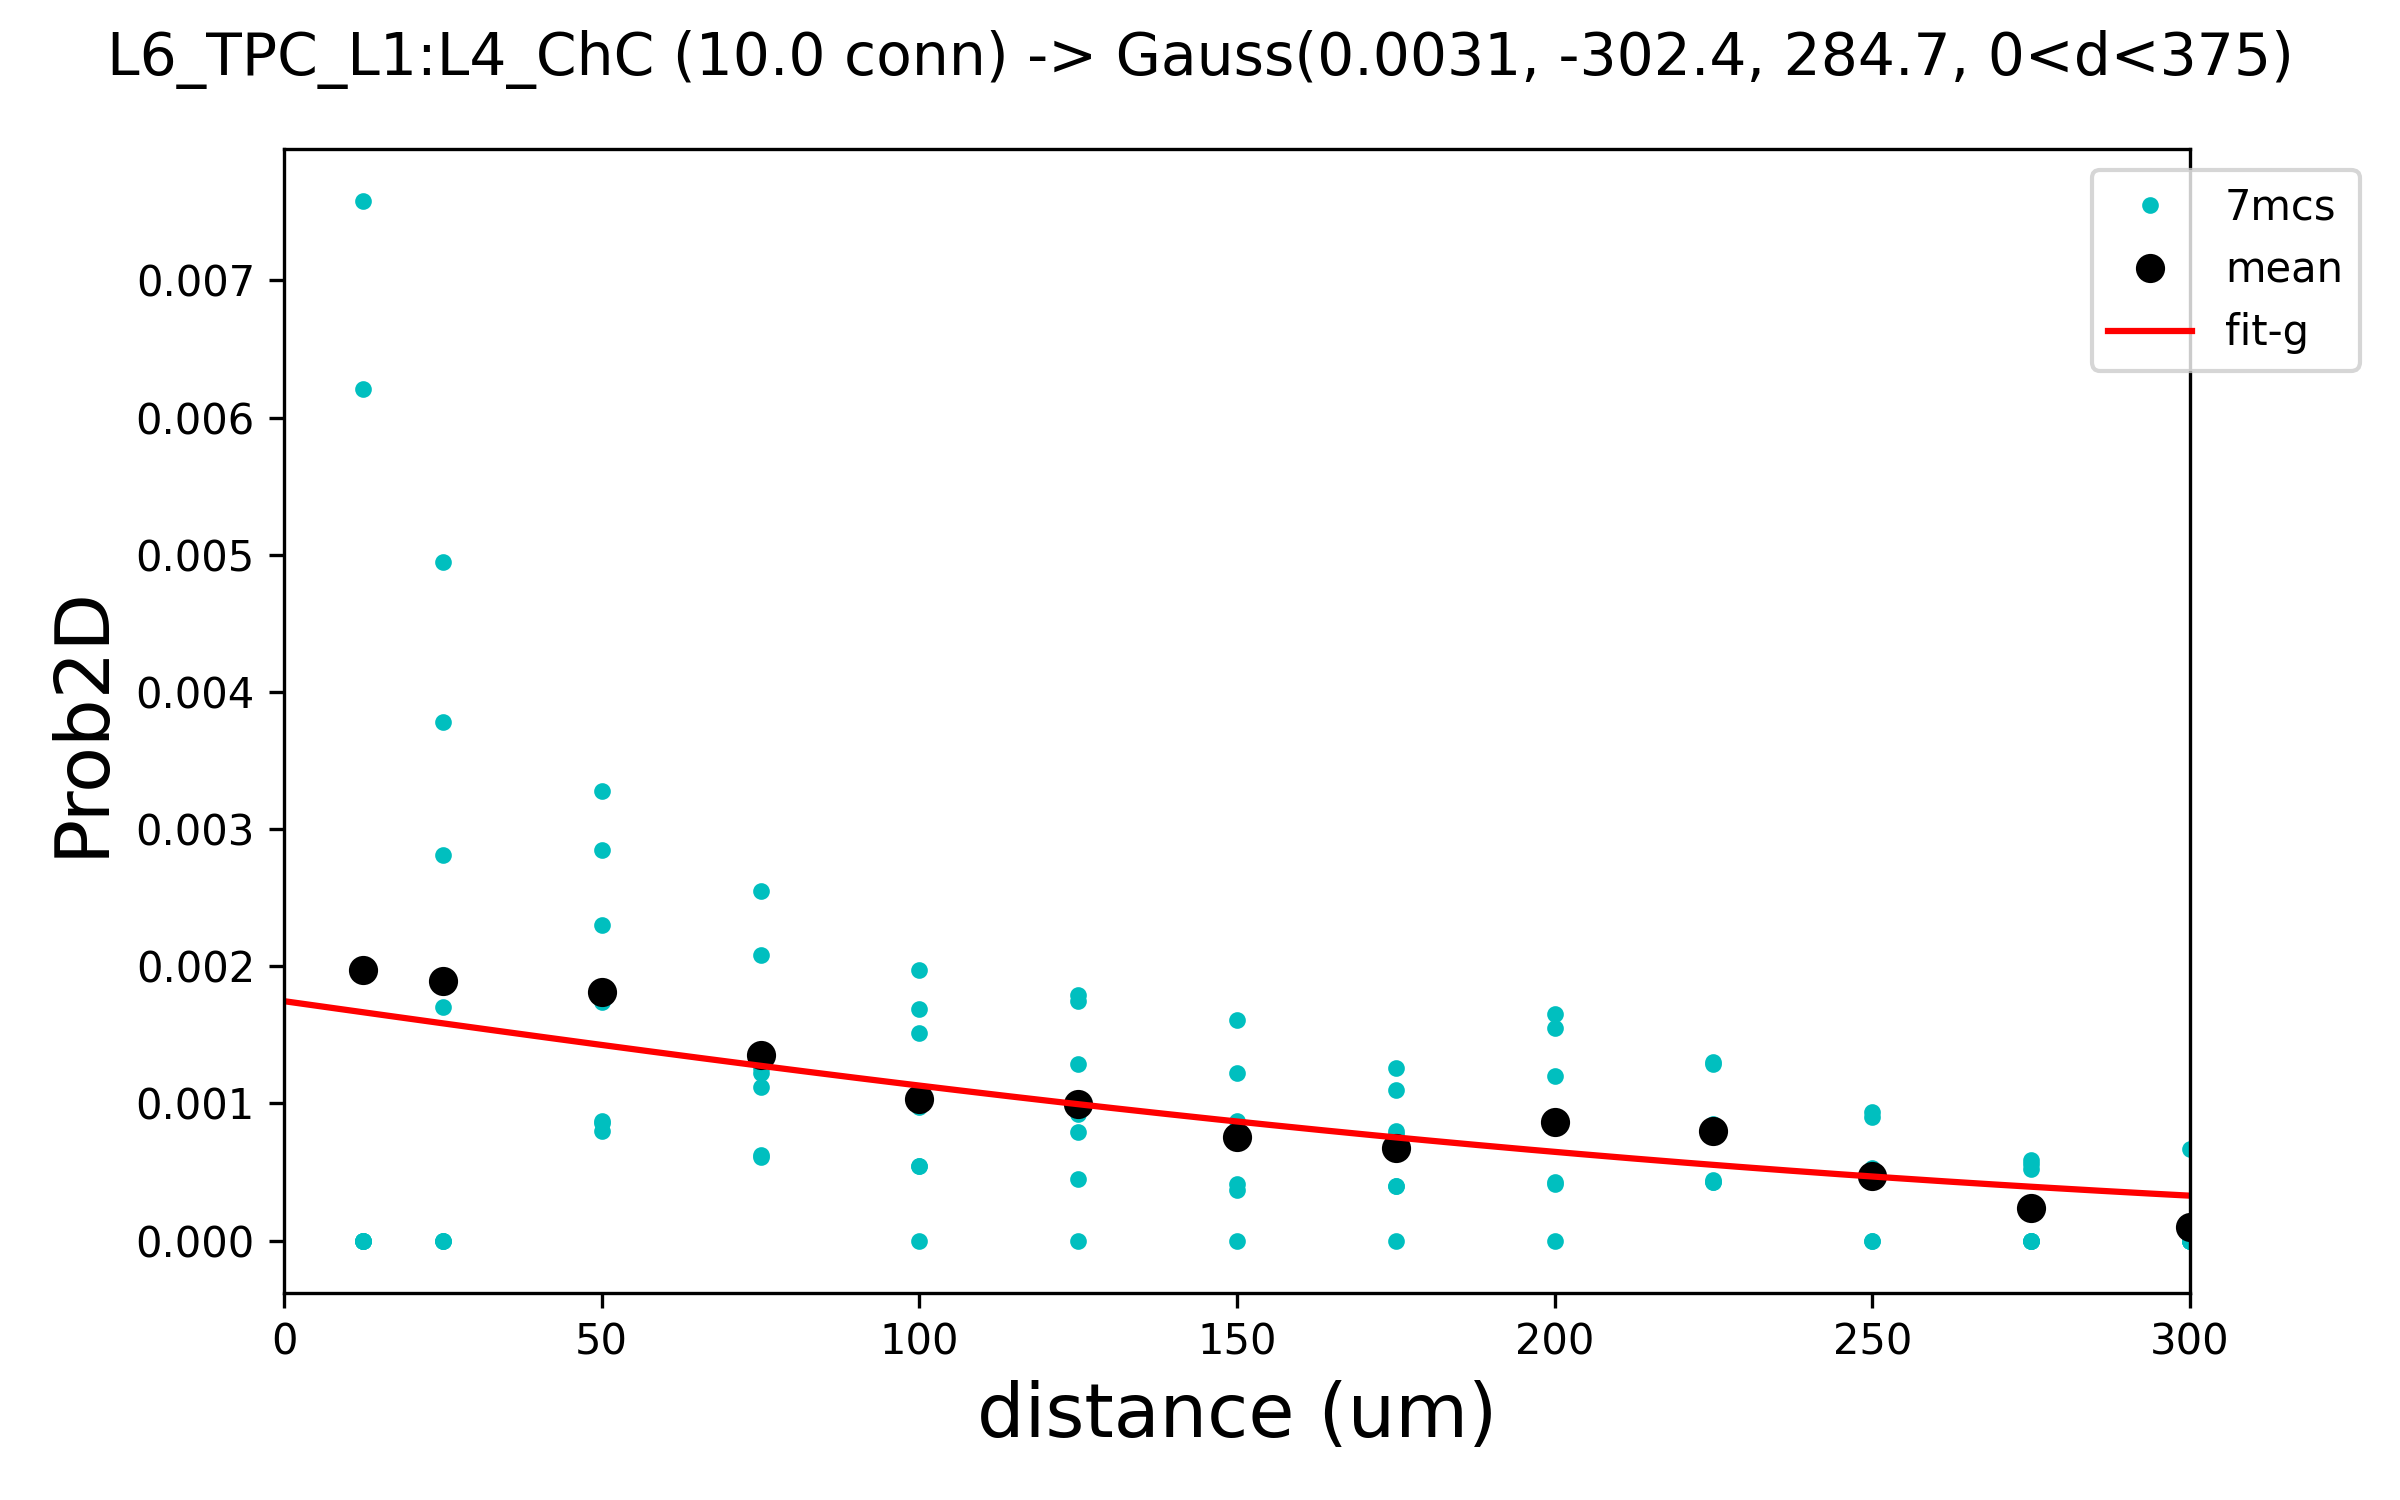 L6_TPC_L1:L4_ChC (10.0 conn) -> Gauss(0.0031, -302.4, 284.7, 0<d<375)
7mcs
mean
fit-g
0.007
0.006
0.005
0.004
0.003
0.002
0.001
0.000
Prob2D
0 50 100 150 200 250 300
distance (um)